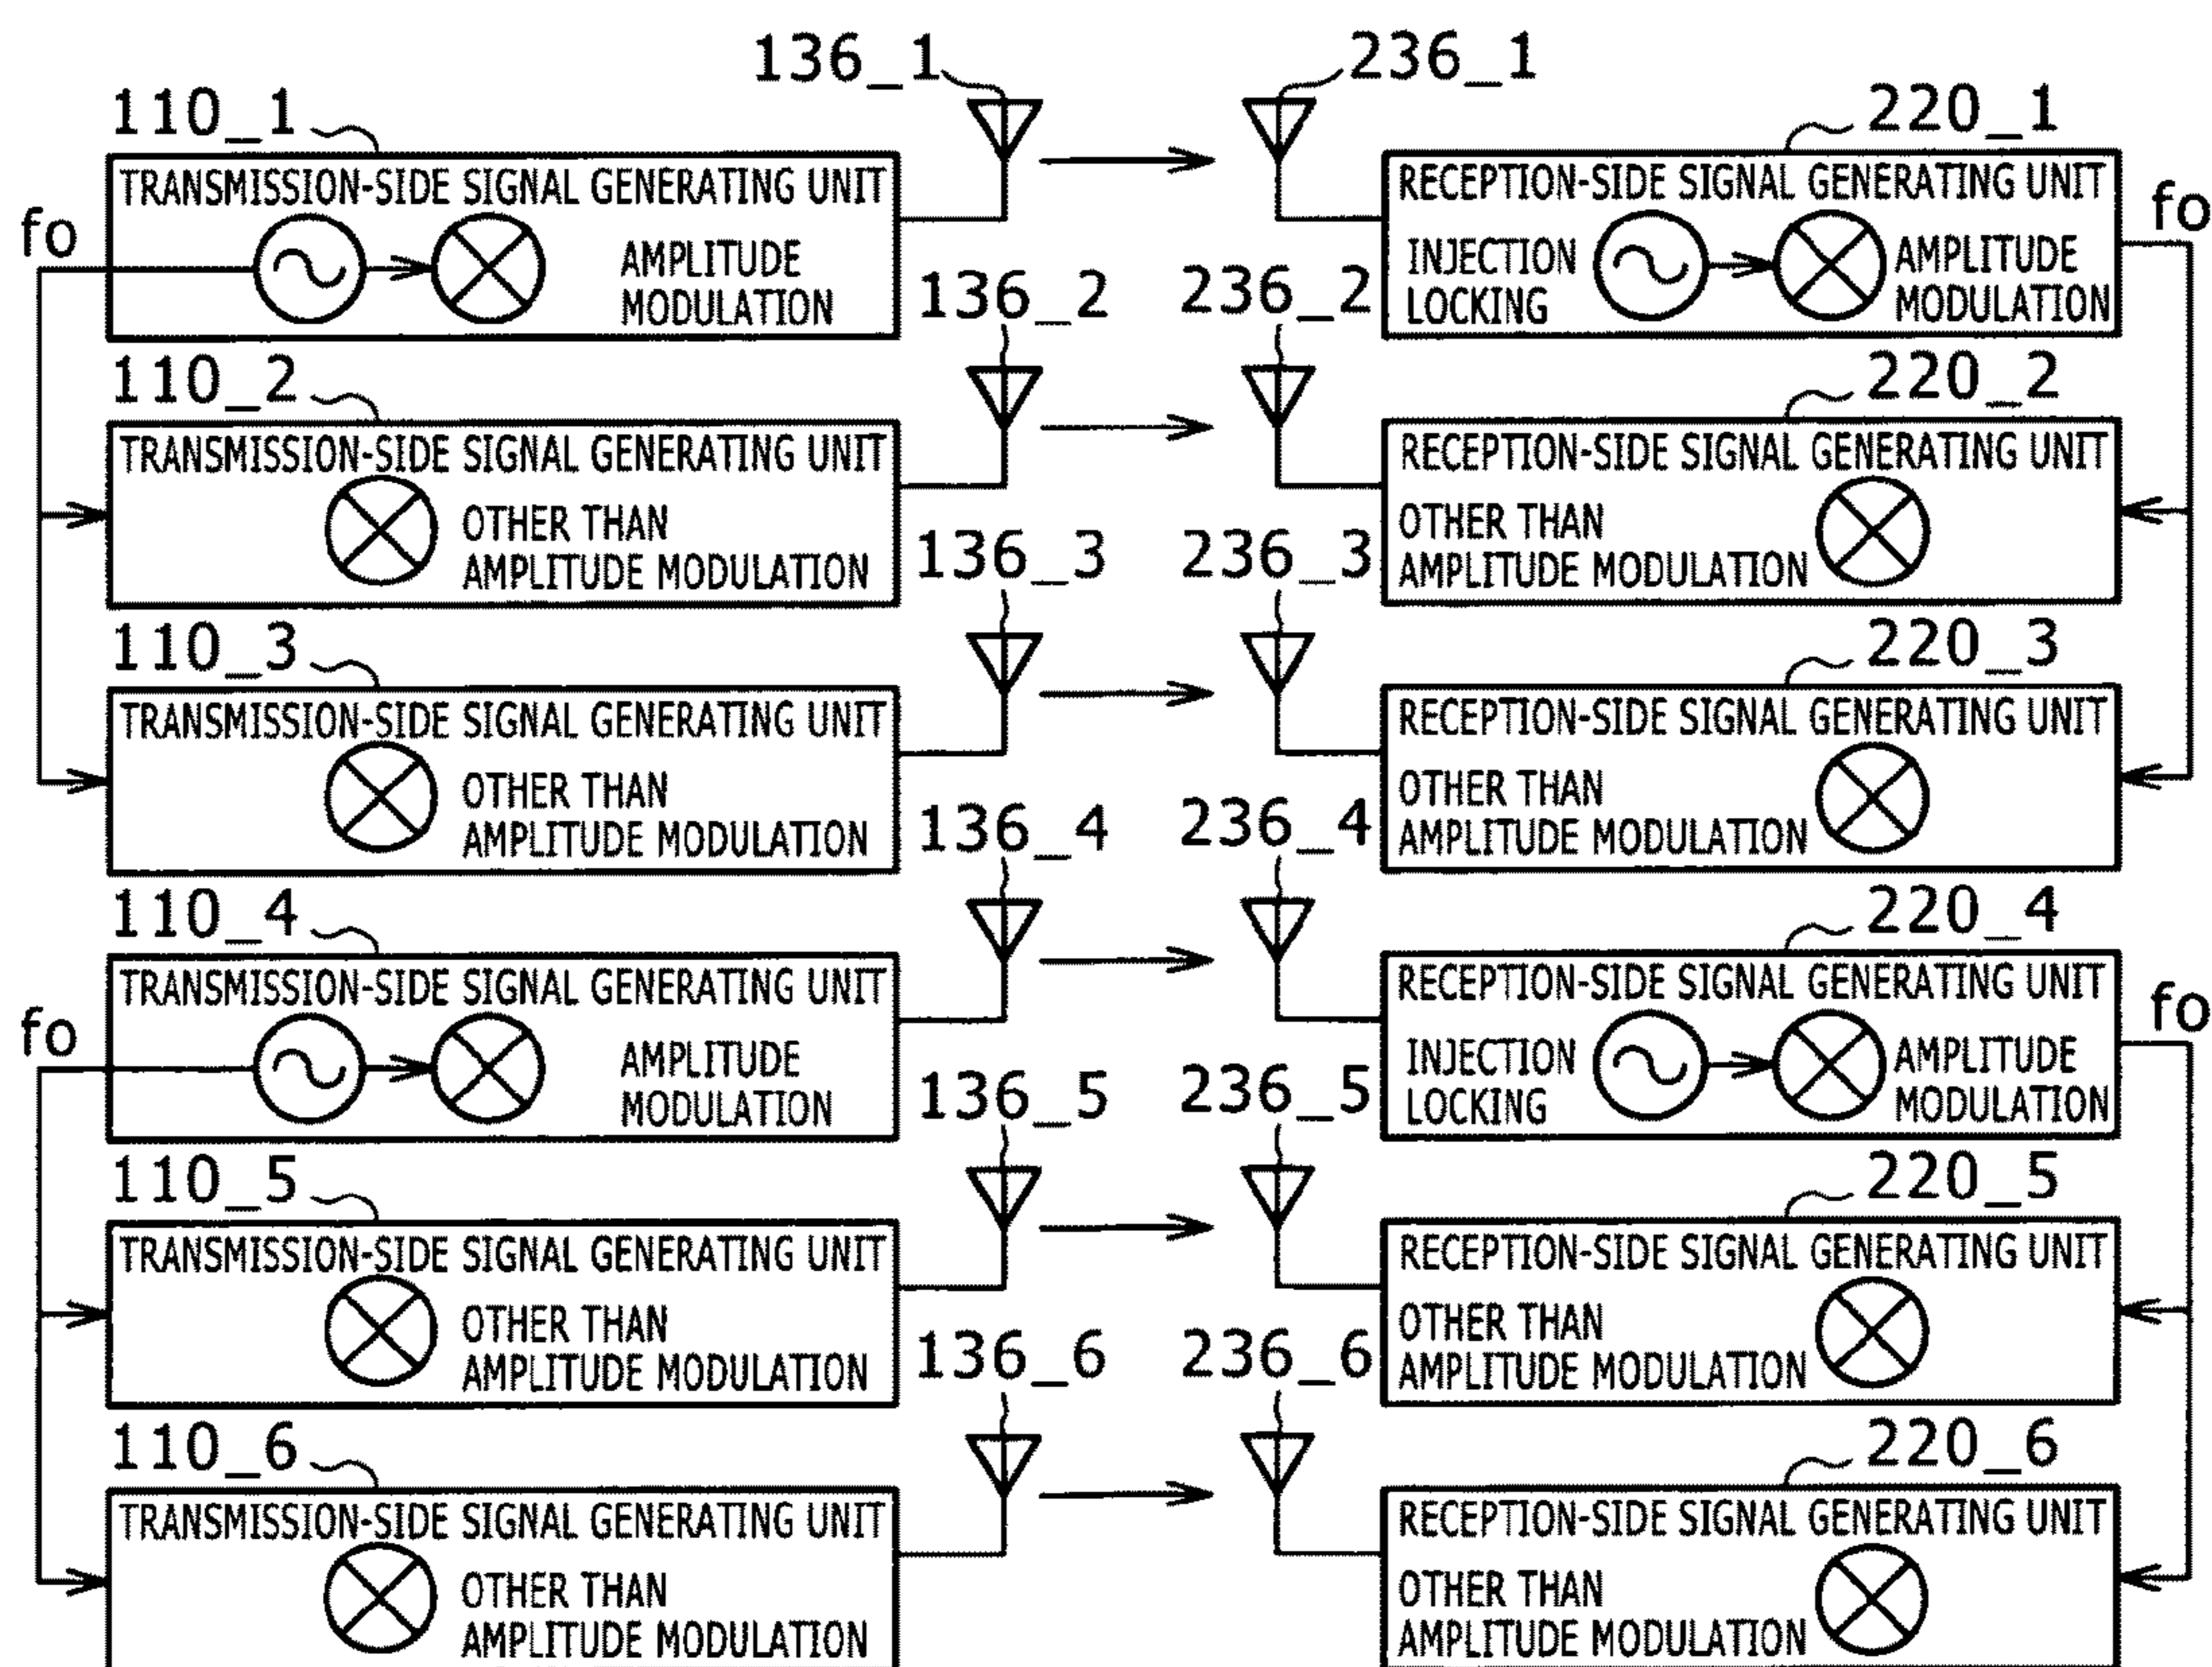 136_1
236_1
110_1
220_1
TRANSMISSION-SIDE SIGNAL GENERATING UNIT
RECEPTION-SIDE SIGNAL GENERATING UNIT
fo
fo
AMPLITUDE
MODULATION
INJECTION
LOCKING
AMPLITUDE
MODULATION
136_2
236_2
110_2
220_2
TRANSMISSION-SIDE SIGNAL GENERATING UNIT
RECEPTION-SIDE SIGNAL GENERATING UNIT
OTHER THAN
AMPLITUDE MODULATION
OTHER THAN
AMPLITUDE MODULATION
136_3
236_3
110_3
220_3
TRANSMISSION-SIDE SIGNAL GENERATING UNIT
RECEPTION-SIDE SIGNAL GENERATING UNIT
OTHER THAN
AMPLITUDE MODULATION
OTHER THAN
AMPLITUDE MODULATION
136_4
236_4
110_4
220_4
TRANSMISSION-SIDE SIGNAL GENERATING UNIT
RECEPTION-SIDE SIGNAL GENERATING UNIT
fo
fo
AMPLITUDE
MODULATION
INJECTION
LOCKING
AMPLITUDE
MODULATION
136_5
236_5
110_5
220_5
TRANSMISSION-SIDE SIGNAL GENERATING UNIT
RECEPTION-SIDE SIGNAL GENERATING UNIT
OTHER THAN
AMPLITUDE MODULATION
OTHER THAN
AMPLITUDE MODULATION
136_6
236_6
110_6
220_6
TRANSMISSION-SIDE SIGNAL GENERATING UNIT
RECEPTION-SIDE SIGNAL GENERATING UNIT
OTHER THAN
AMPLITUDE MODULATION
OTHER THAN
AMPLITUDE MODULATION